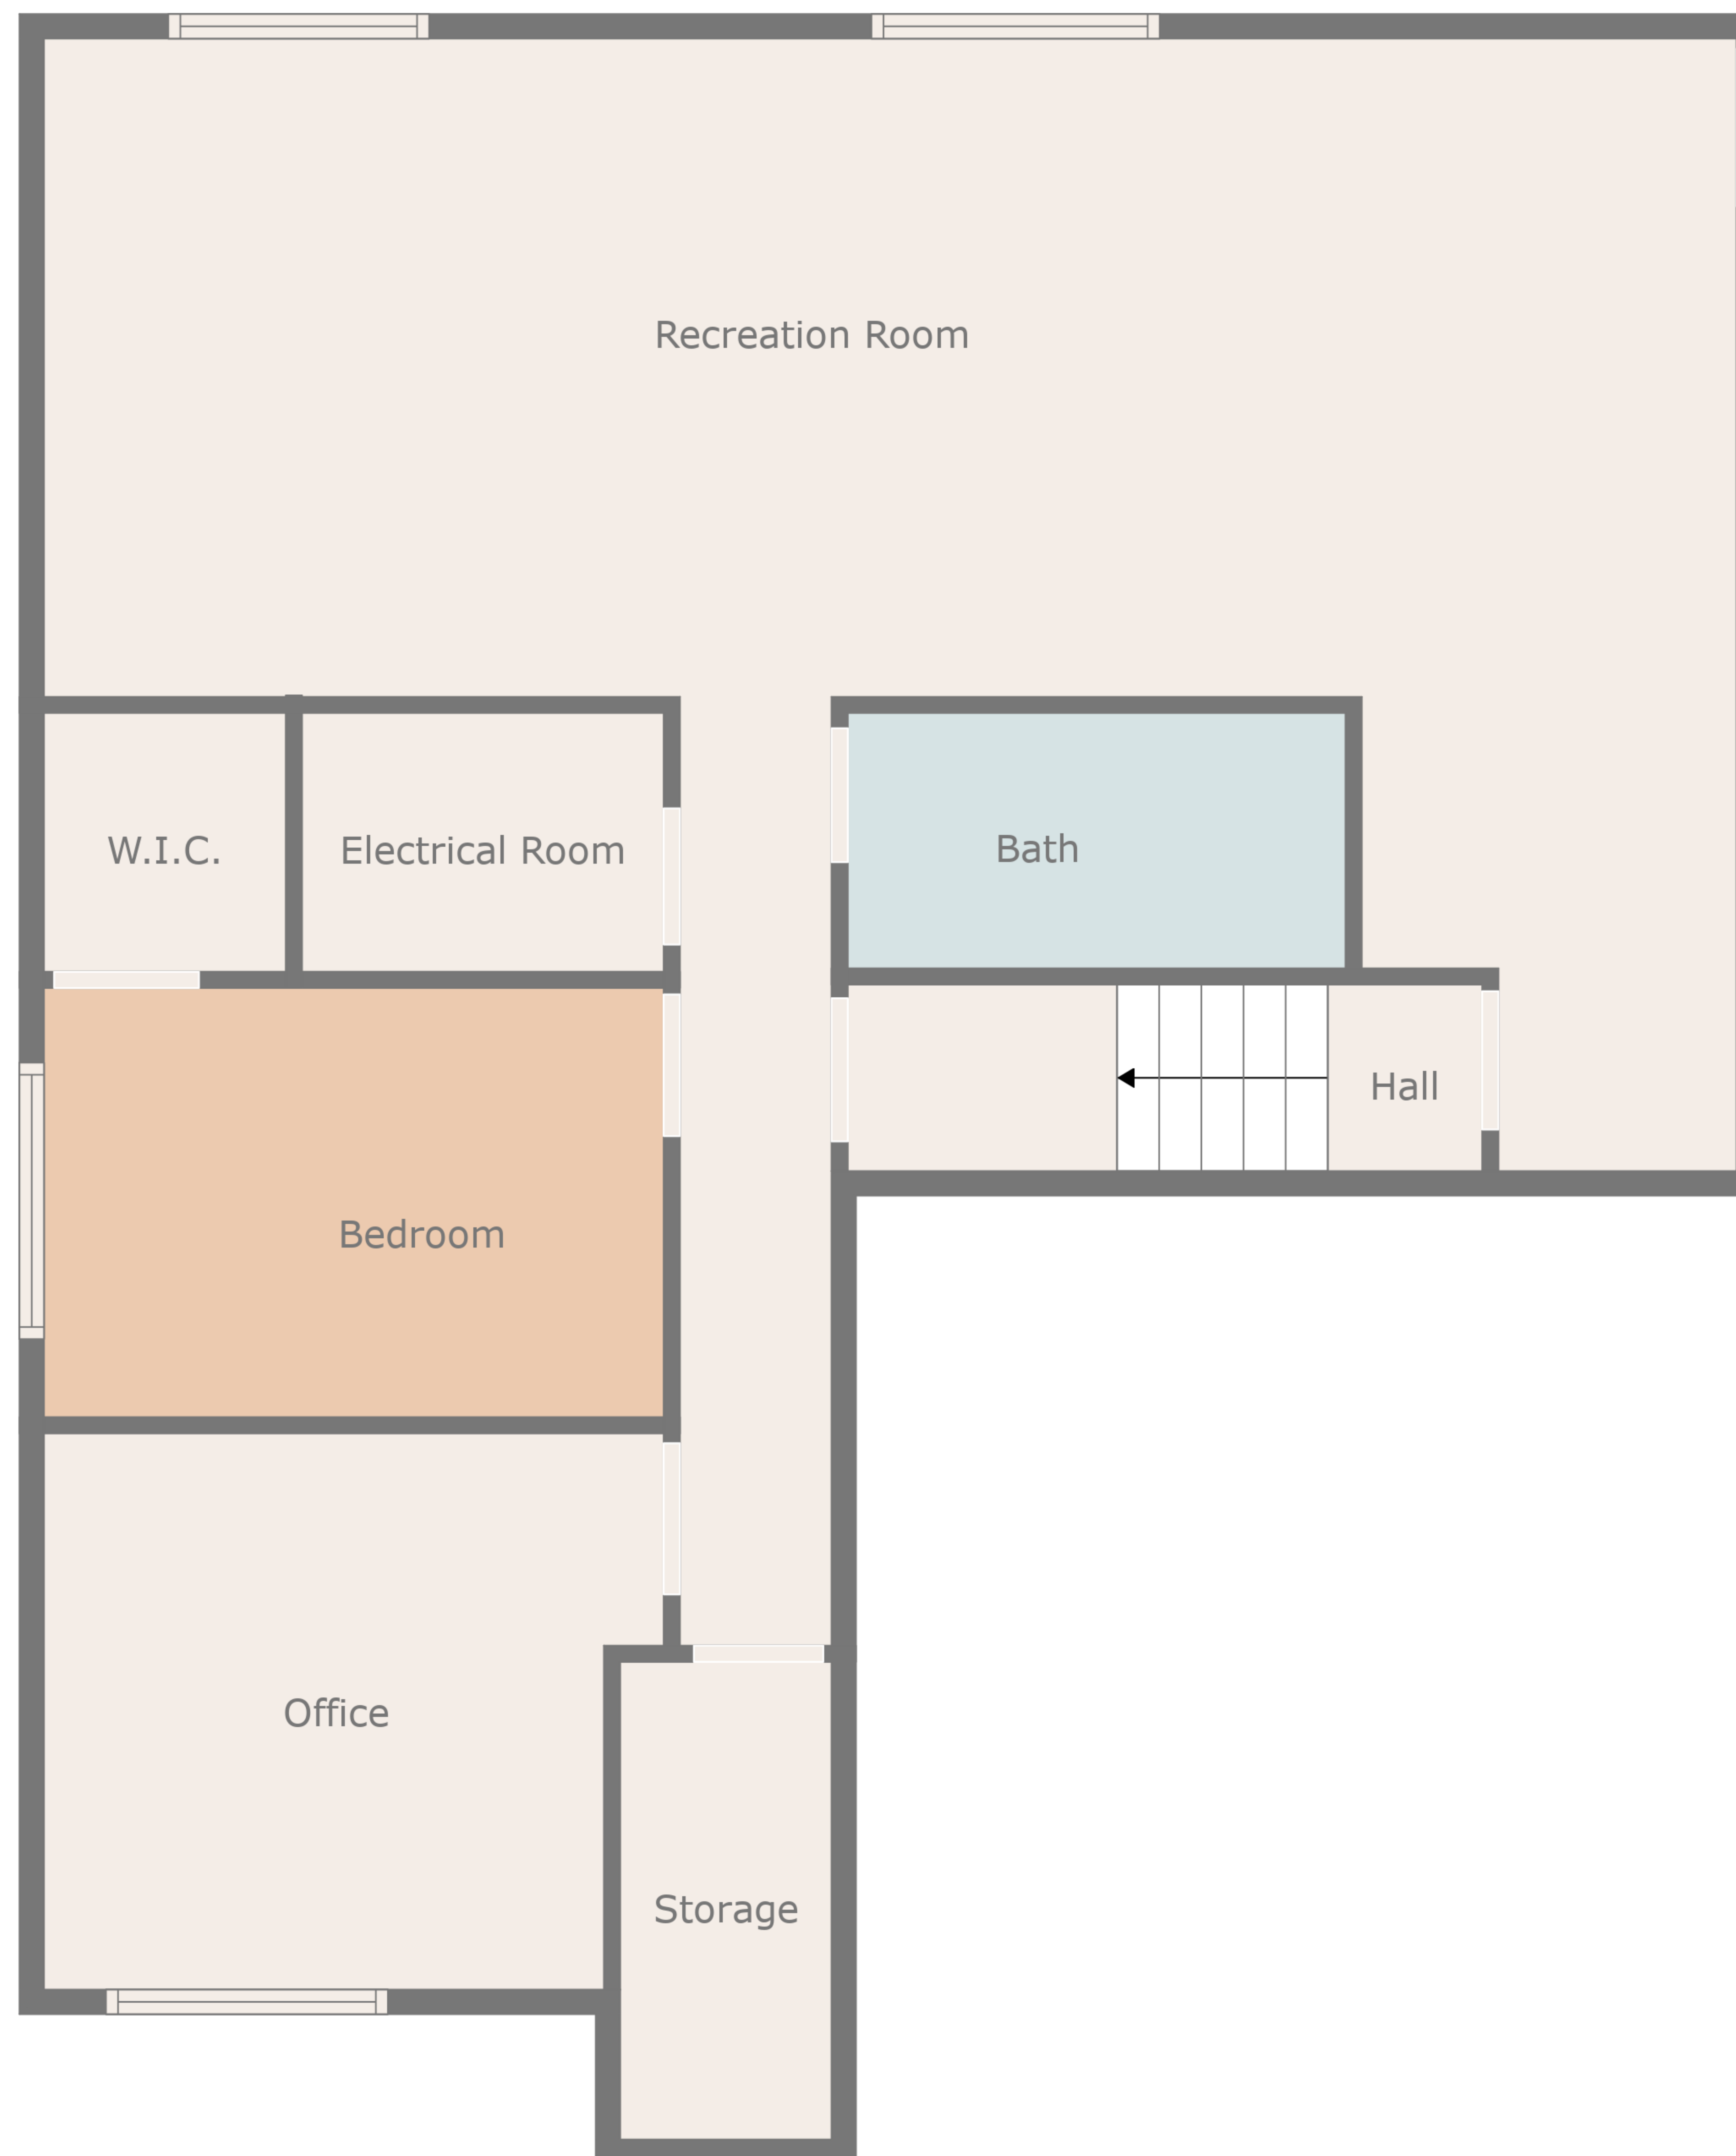 Recreation Room
W.I.C.
Electrical Room
Bath
Hall
Bedroom
Office
Storage